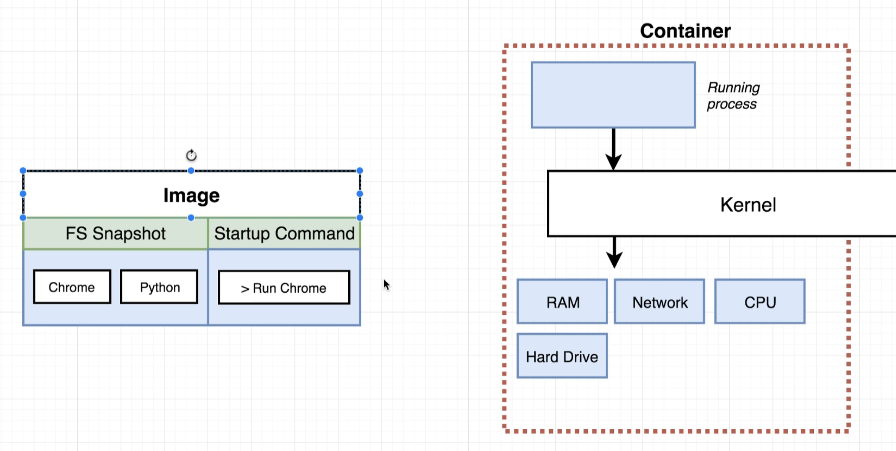 Container
Running
process
Image
Kernel
FS Snapshot
Startup Command
Chrome
Python
> Run Chrome
RAM
Network
CPU
Hard Drive